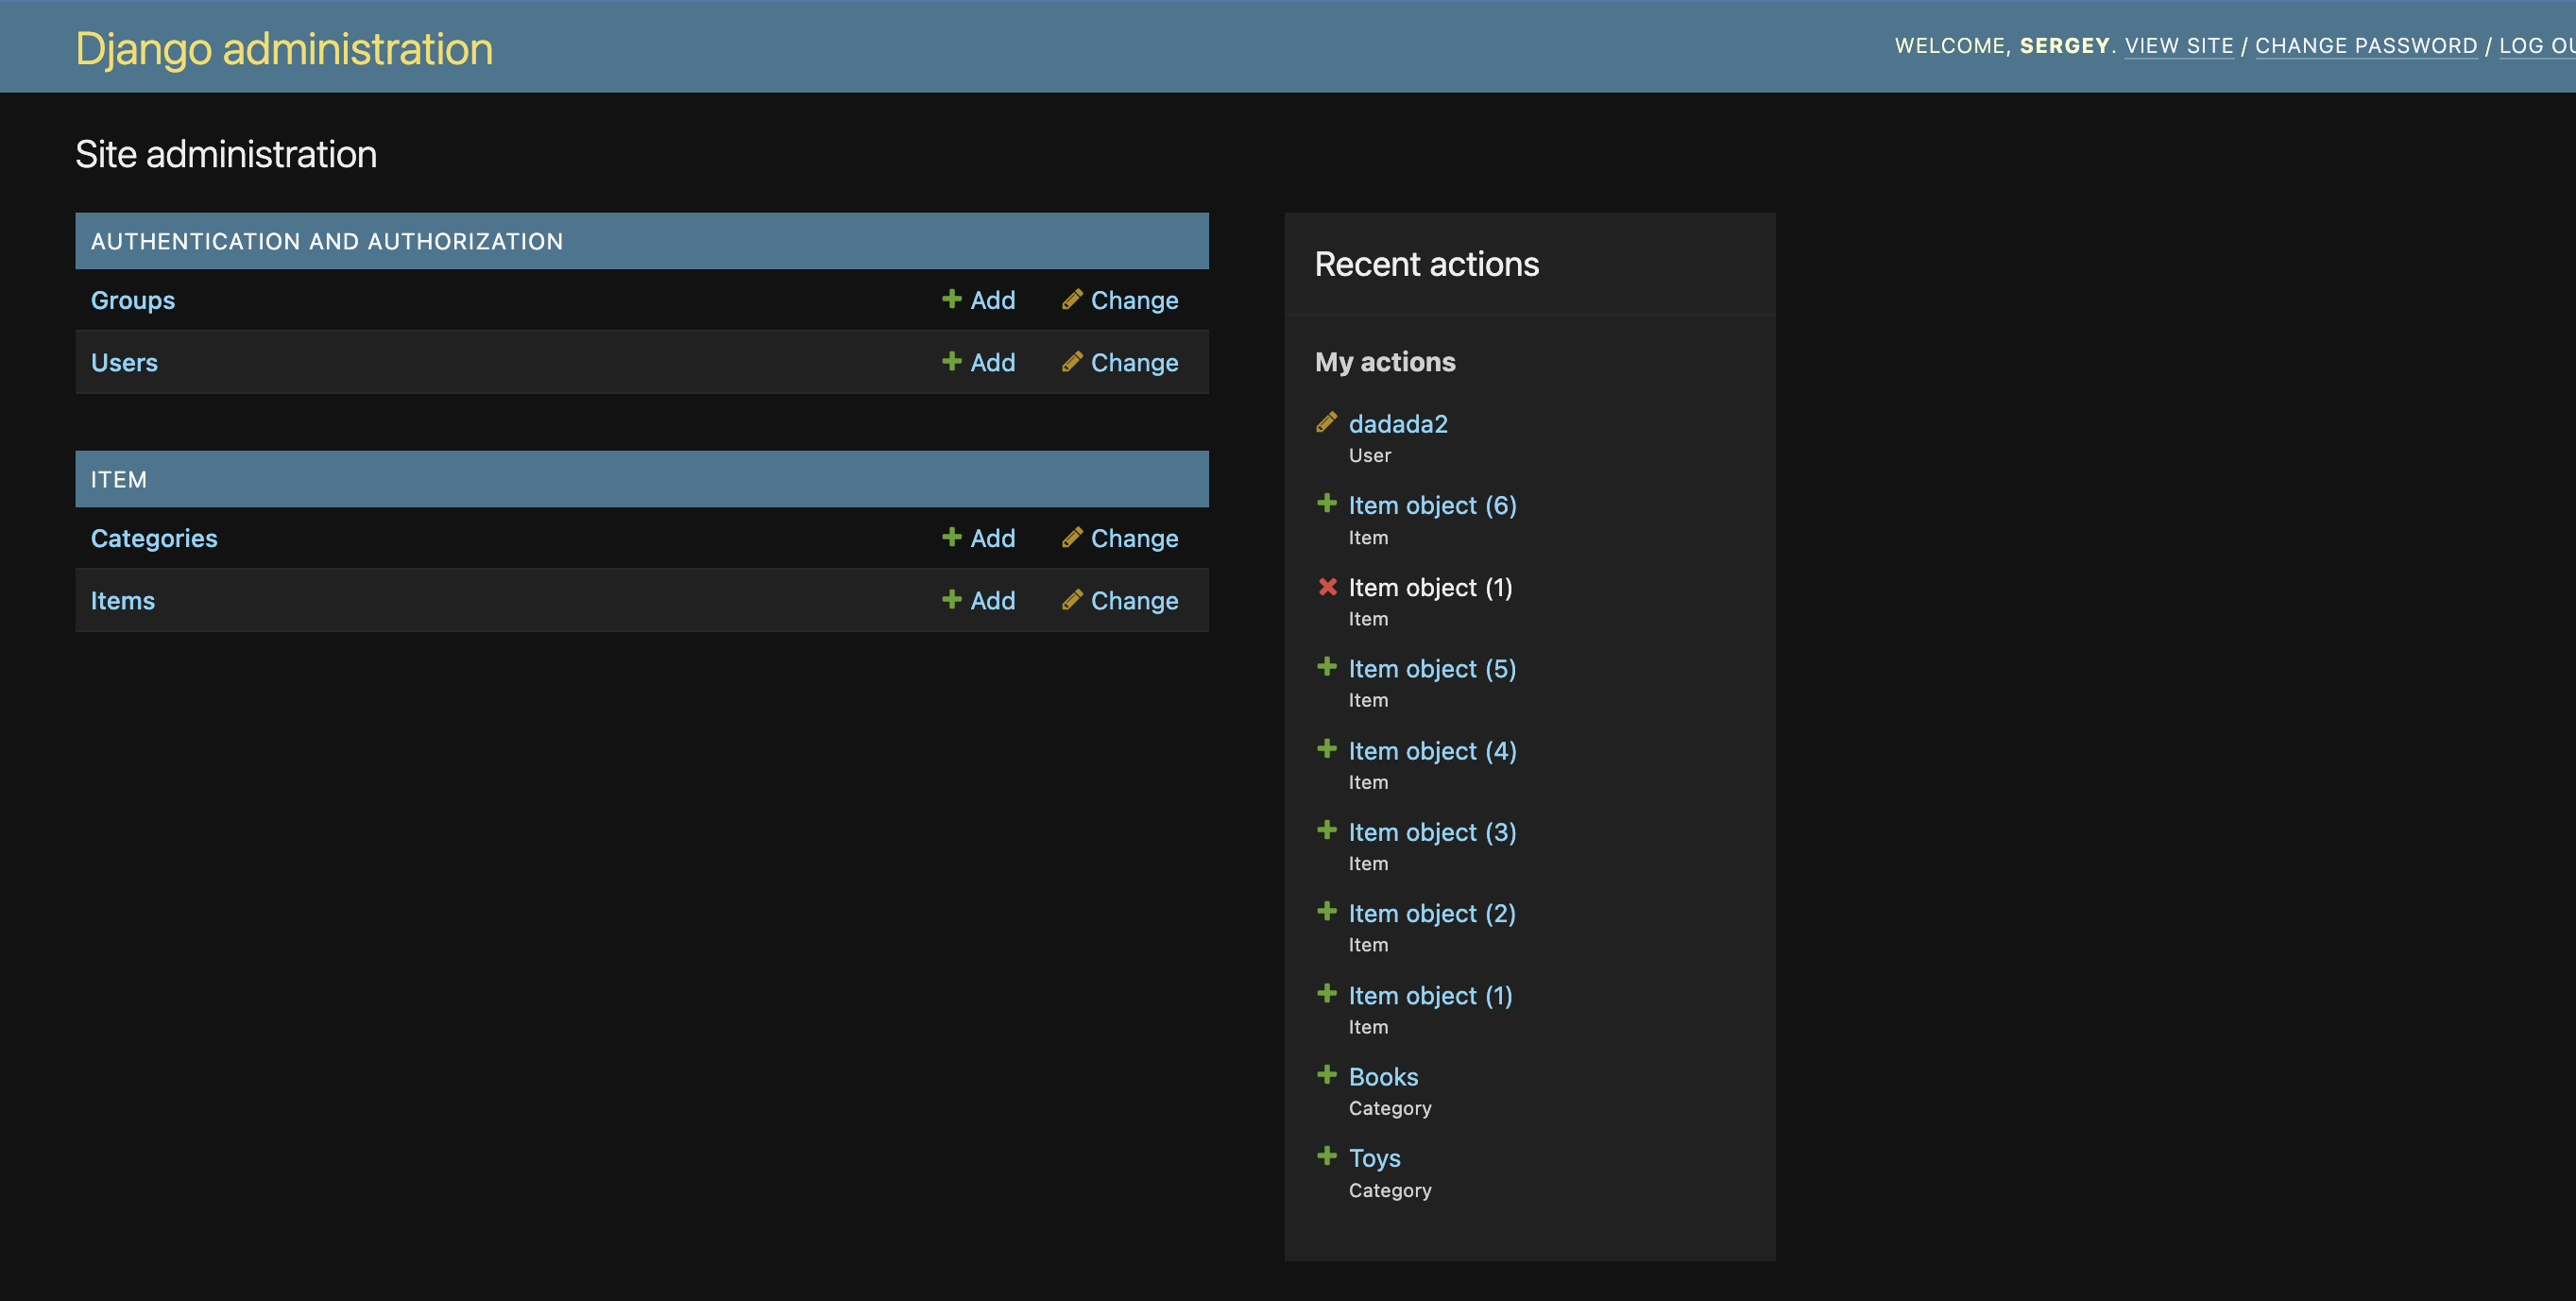 Django administration
WELCOME, SERGEY. VIEW SITE / CHANGE PASSWORD / LOG OU
Site administration
AUTHENTICATION AND AUTHORIZATION
Groups Add Change
Users Add Change
ITEM
Categories Add Change
Items Add Change
Recent actions
My actions
dadada2
User
Item object (6)
Item
Item object (1)
Item
Item object (5)
Item
Item object (4)
Item
Item object (3)
Item
Item object (2)
Item
Item object (1)
Item
Books
Category
Toys
Category